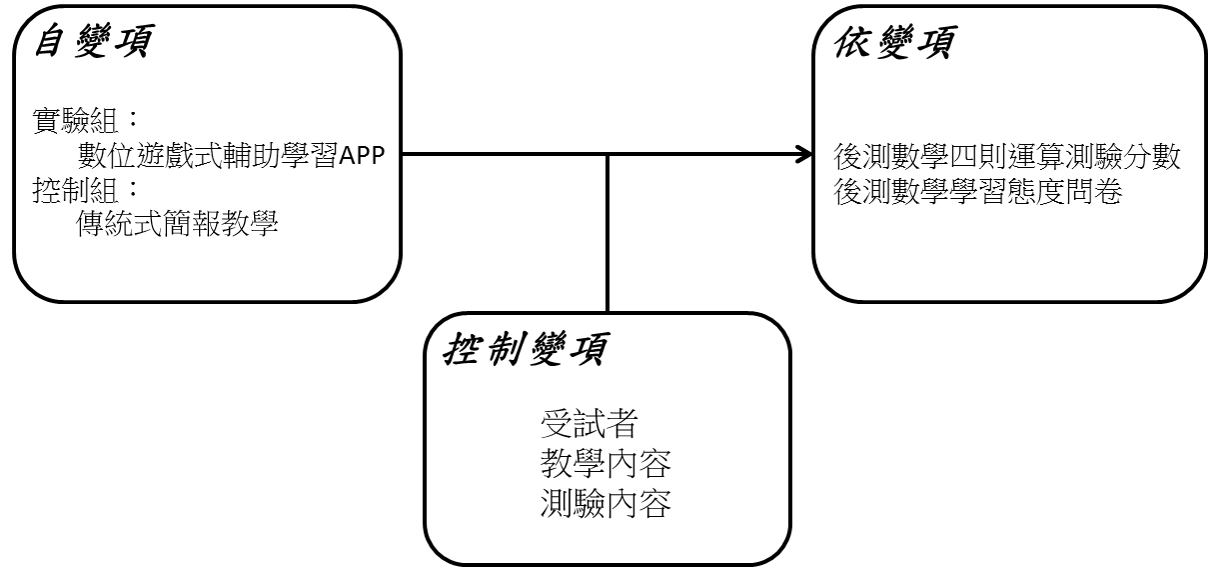 自變項
實驗組：
數位遊戲式輔助學習APP
控制組：
傳統式簡報教學
依變項
後測數學四則運算測驗分數
後測數學學習態度問卷
控制變項
受試者
教學內容
測驗內容